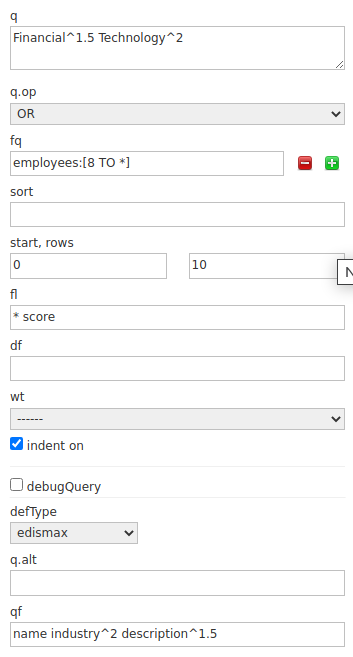 q
Financial^1.5 Technology^2
q.op
OR
fq
employees:[8 TO *]
sort
start, rows
0 10
fl
* score
df
wt
------
indent on
debugQuery
defType
edismax
q.alt
qf
name industry^2 description^1.5